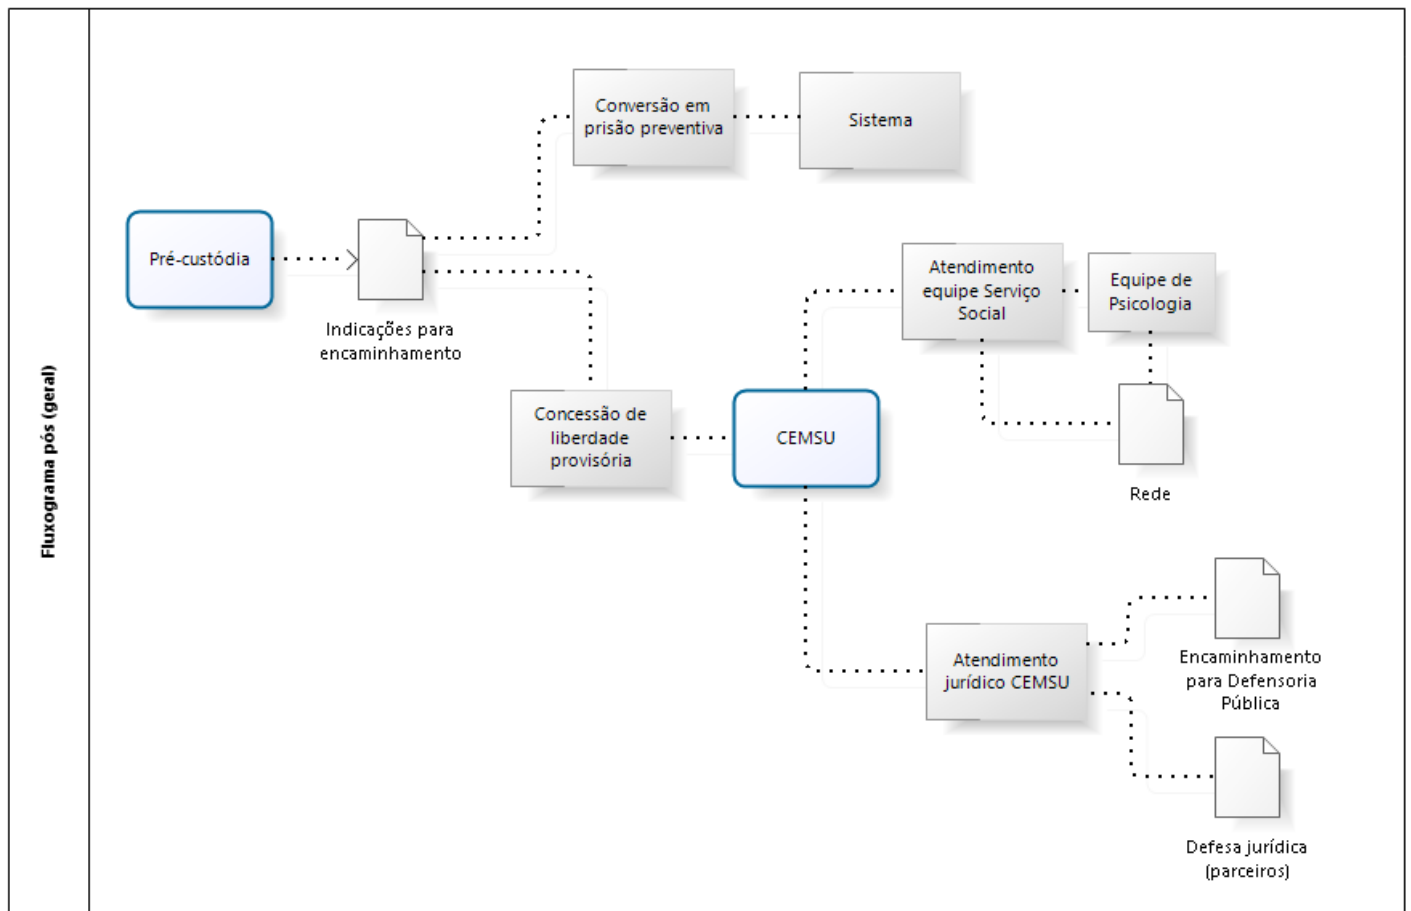 Fluxograma pós (geral)
Conversão em
prisão preventiva
Sistema
Pré-custódia
Indicações para
encaminhamento
Atendimento
equipe Serviço
Social
Equipe de
Psicologia
Concessão de
liberdade
provisória
CEMSU
Rede
Atendimento
jurídico CEMSU
Encaminhamento
para Defensoria
Pública
Defesa jurídica
(parceiros)